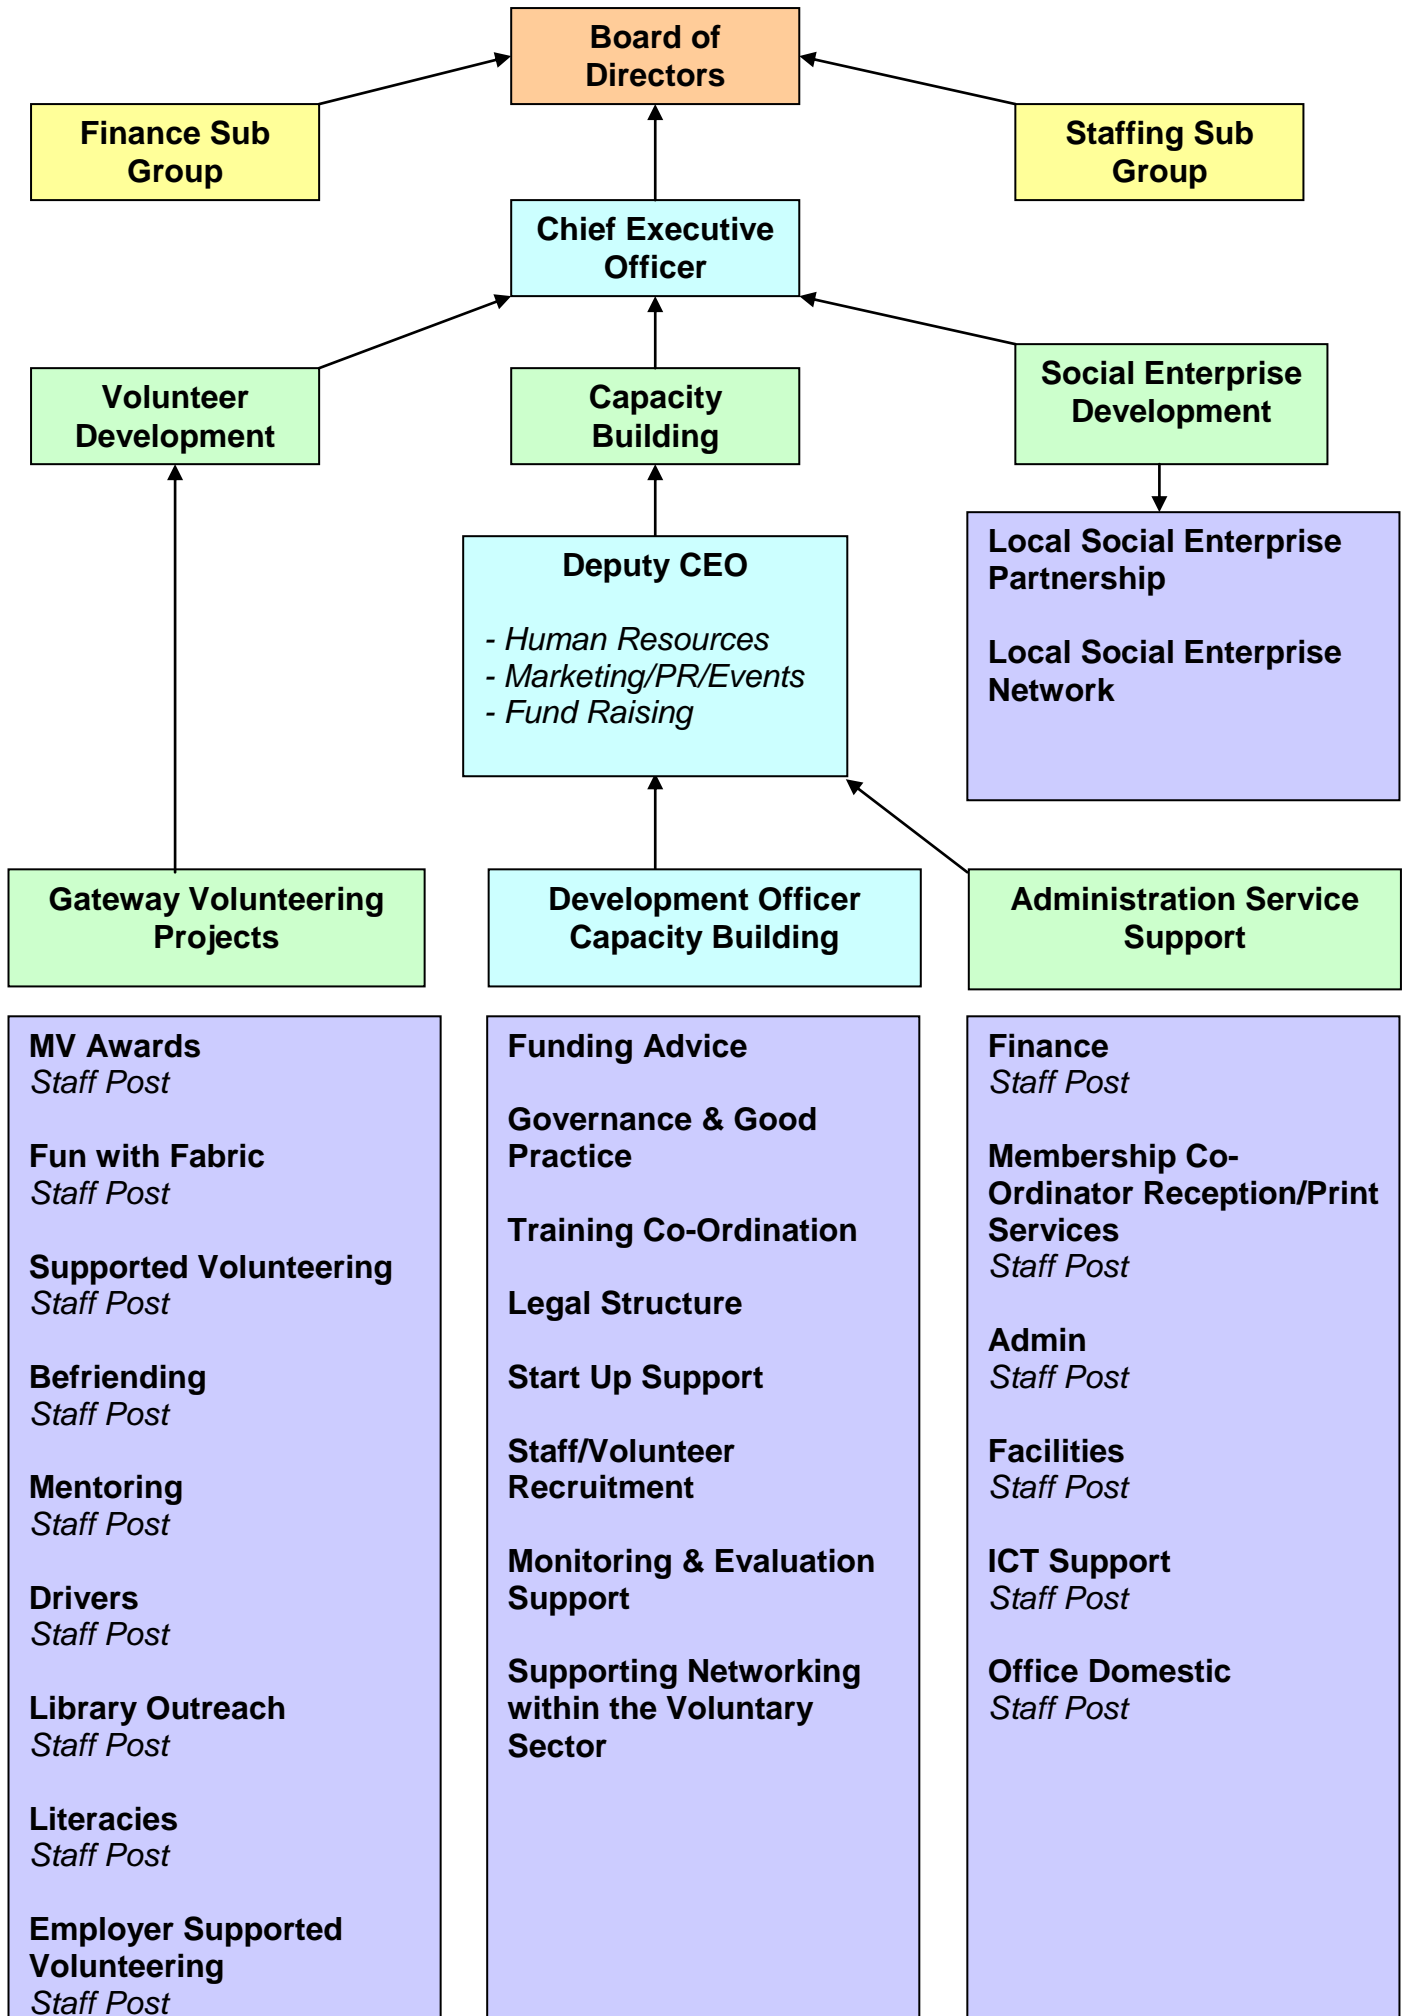 Board of
Directors
Finance Sub
Group
Staffing Sub
Group
Chief Executive
Officer
Volunteer
Development
Capacity
Building
Social Enterprise
Development
Deputy CEO
- Human Resources
- Marketing/PR/Events
- Fund Raising
Local Social Enterprise
Partnership
Local Social Enterprise
Network
Gateway Volunteering
Projects
Development Officer
Capacity Building
Administration Service
Support
MV Awards
Staff Post
Fun with Fabric
Staff Post
Supported Volunteering
Staff Post
Befriending
Staff Post
Mentoring
Staff Post
Drivers
Staff Post
Library Outreach
Staff Post
Literacies
Staff Post
Employer Supported
Volunteering
Staff Post
Funding Advice
Governance & Good
Practice
Training Co-Ordination
Legal Structure
Start Up Support
Staff/Volunteer
Recruitment
Monitoring & Evaluation
Support
Supporting Networking
within the Voluntary
Sector
Finance
Staff Post
Membership Co-
Ordinator Reception/Print
Services
Staff Post
Admin
Staff Post
Facilities
Staff Post
ICT Support
Staff Post
Office Domestic
Staff Post